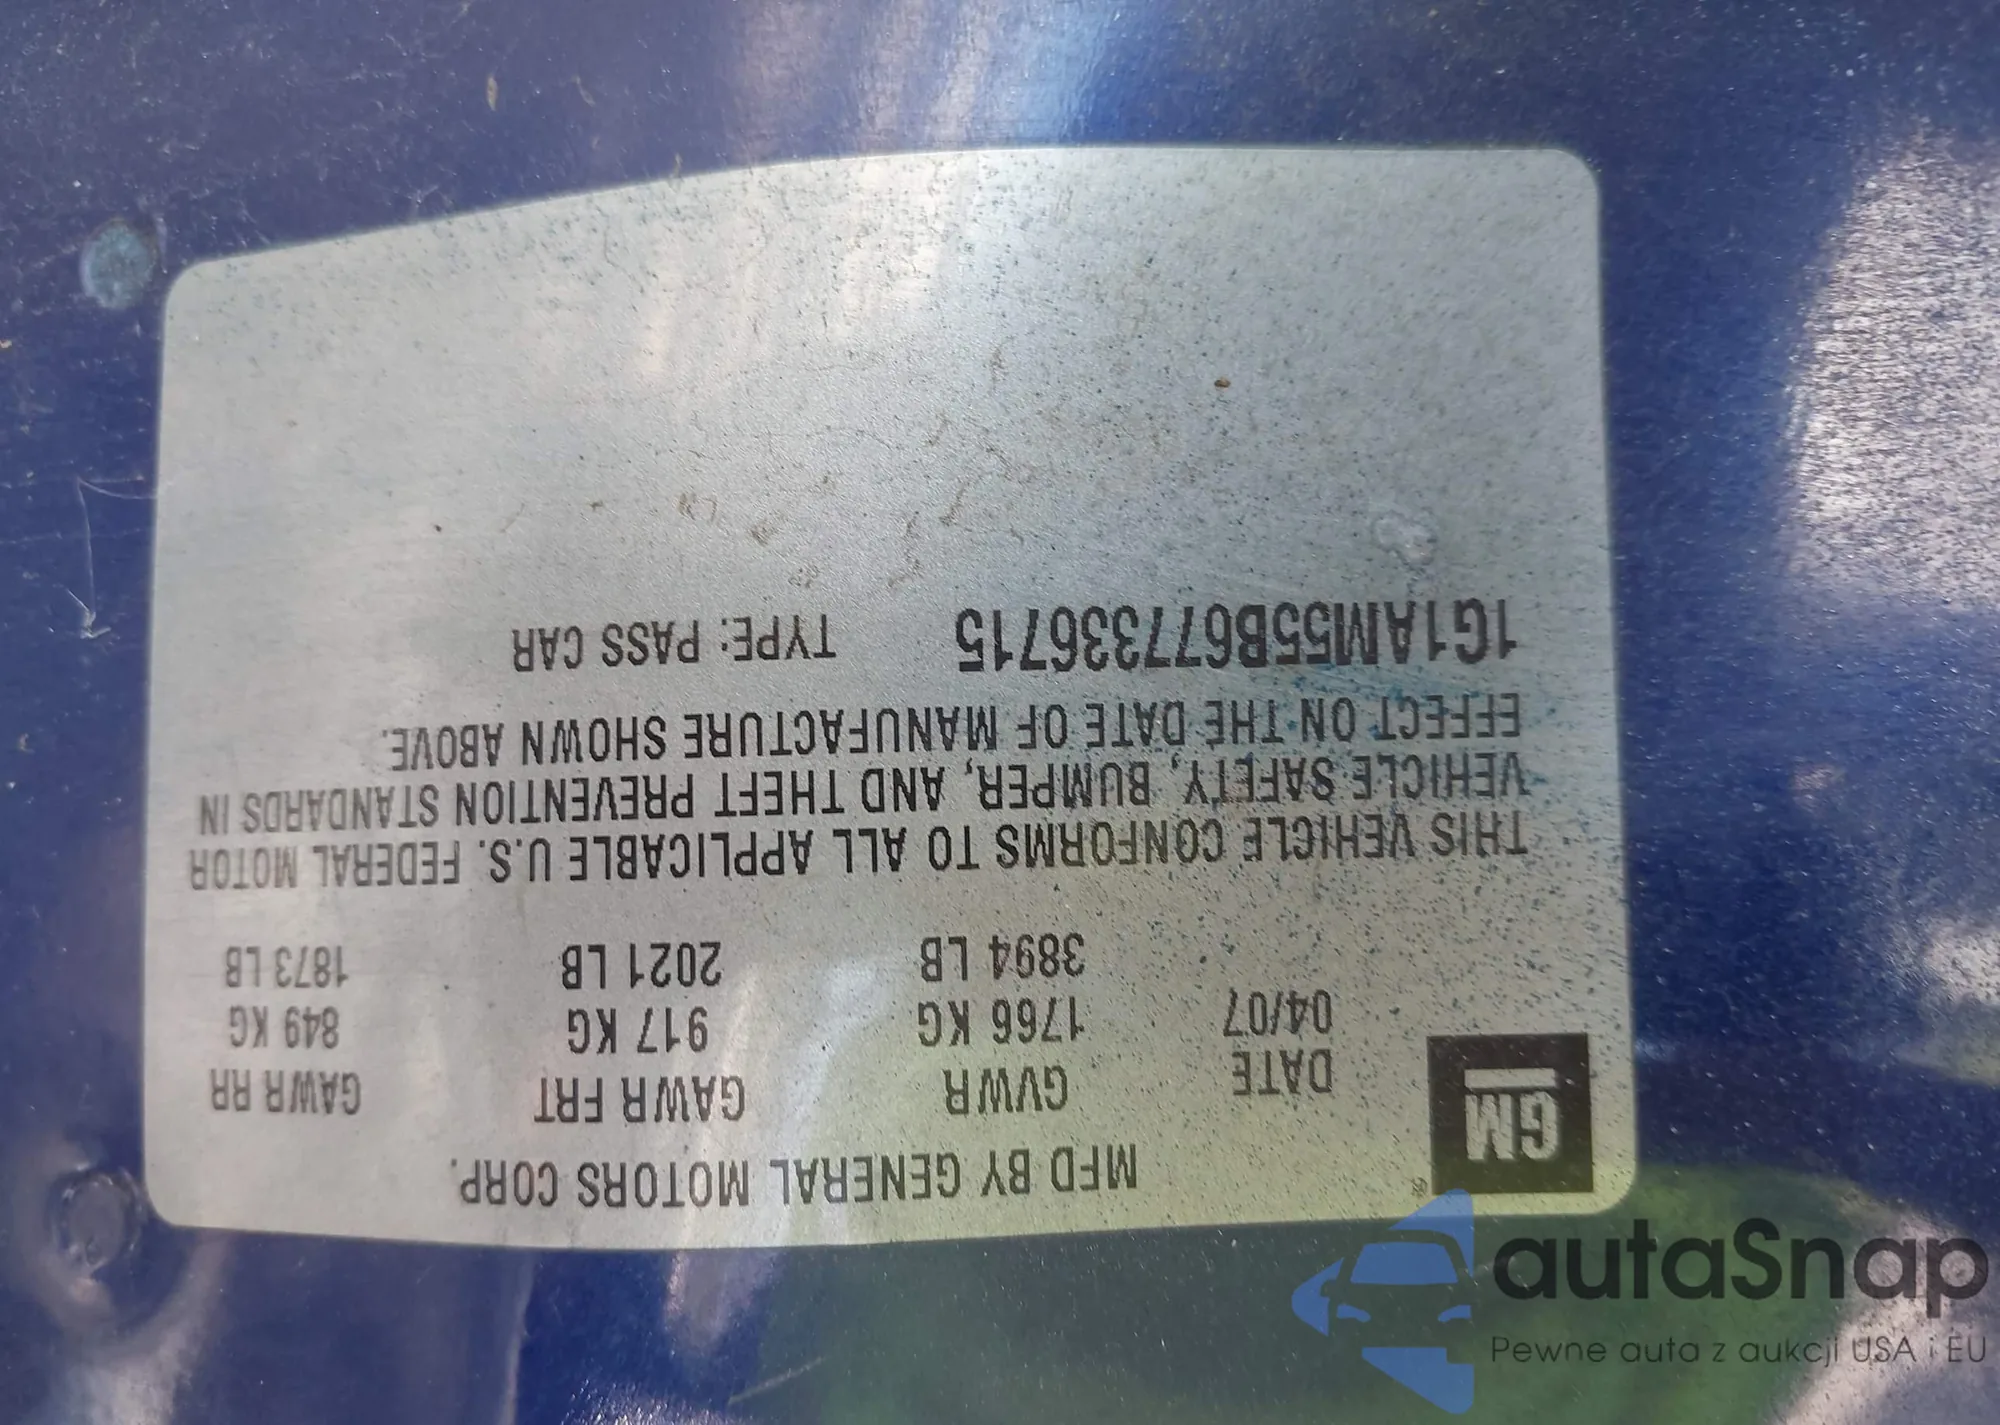 MFD BY GENERAL MOTORS CORP.
GM
DATE GVWR GAWR FRT GAWR RR
04/07 1766 KG 917 KG 849 KG
3894 LB 2021 LB 1873 LB
THIS VEHICLE CONFORMS TO ALL APPLICABLE U.S. FEDERAL MOTOR
VEHICLE SAFETY, BUMPER, AND THEFT PREVENTION STANDARDS IN
EFFECT ON THE DATE OF MANUFACTURE SHOWN ABOVE.
1G1AM55B677336715 TYPE: PASS CAR
autaSnap
Pewne auta z aukcji USA i EU